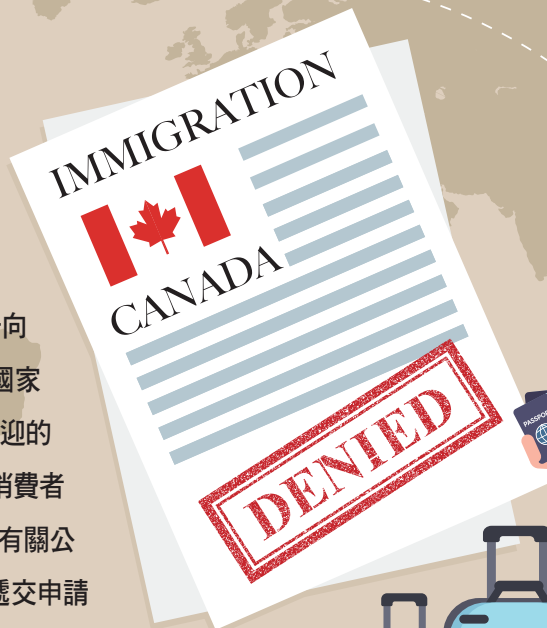 IMMIGRATION
CANADA
DENIED
PASSPORT
向
國家
迎的
消費者
有關公
遞交申請